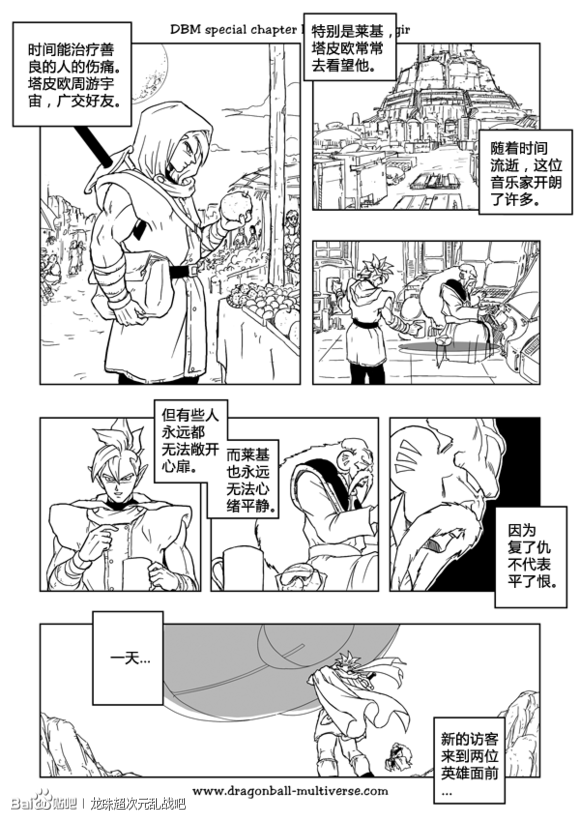 DBM special chapter
gir
时间能治疗善
良的人的伤痛。
塔皮欧周游宇
宙，广交好友。
特别是莱基，
塔皮欧常常
去看望他。
随着时间
流逝，这位
音乐家开朗
了许多。
但有些人
永远都
无法敞开
心扉。
而莱基
也永远
无法心
绪平静。
因为
复了仇
不代表
平了恨。
一天...
新的访客
来到两位
英雄面前
...
www.dragonball-multiverse.com
Bai贴吧 | 龙珠超次元乱战吧